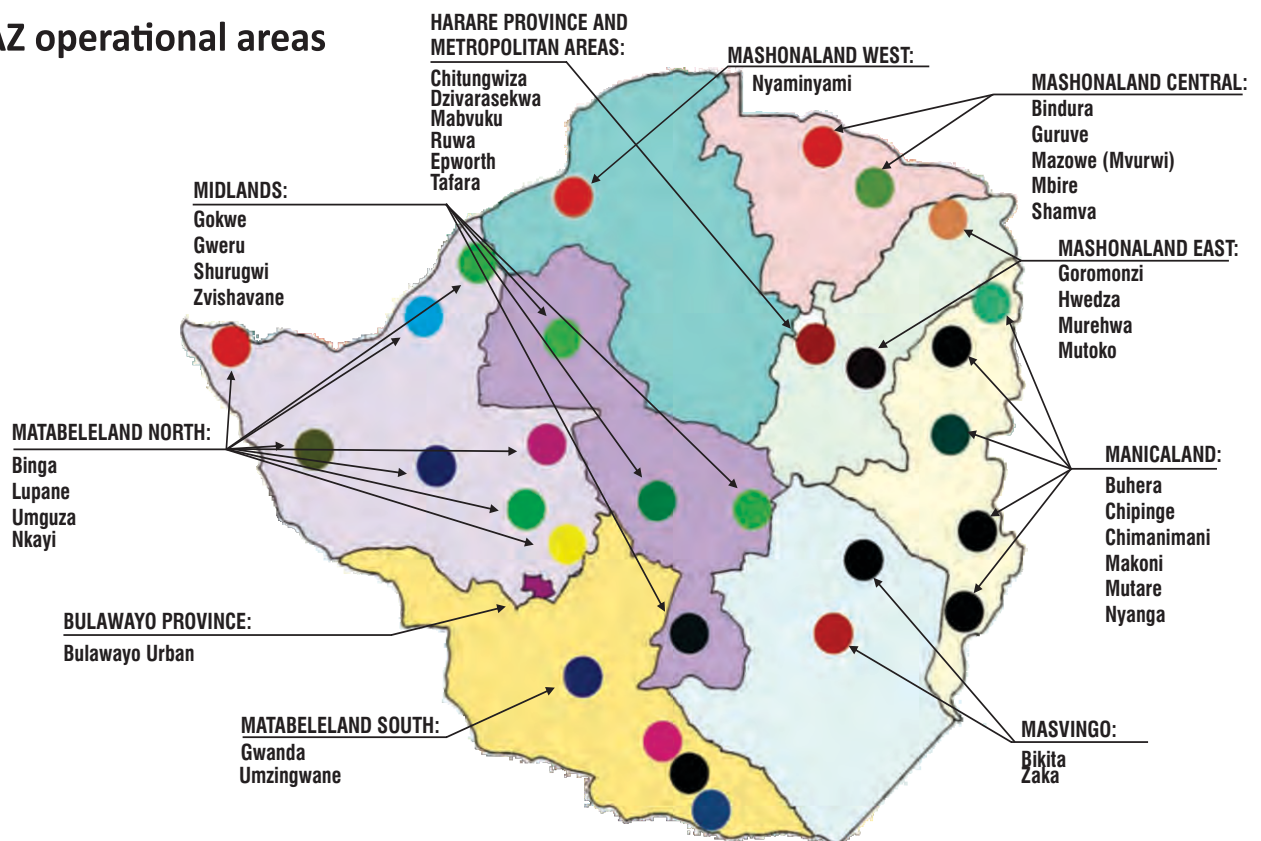 AZ operational areas
HARARE PROVINCE AND
METROPOLITAN AREAS:
Chitungwiza
Dzivarasekwa
Mabvuku
Ruwa
Epworth
Tafara
MASHONALAND WEST:
Nyaminyami
MASHONALAND CENTRAL:
Bindura
Guruve
Mazowe (Mvurwi)
Mbire
Shamva
MIDLANDS:
Gokwe
Gweru
Shurugwi
Zvishavane
MASHONALAND EAST:
Goromonzi
Hwedza
Murehwa
Mutoko
MATABELELAND NORTH:
Binga
Lupane
Umguza
Nkayi
MANICALAND:
Buhera
Chipinge
Chimanimani
Makoni
Mutare
Nyanga
BULAWAYO PROVINCE:
Bulawayo Urban
MATABELELAND SOUTH:
Gwanda
Umzingwane
MASVINGO:
Bikita
Zaka